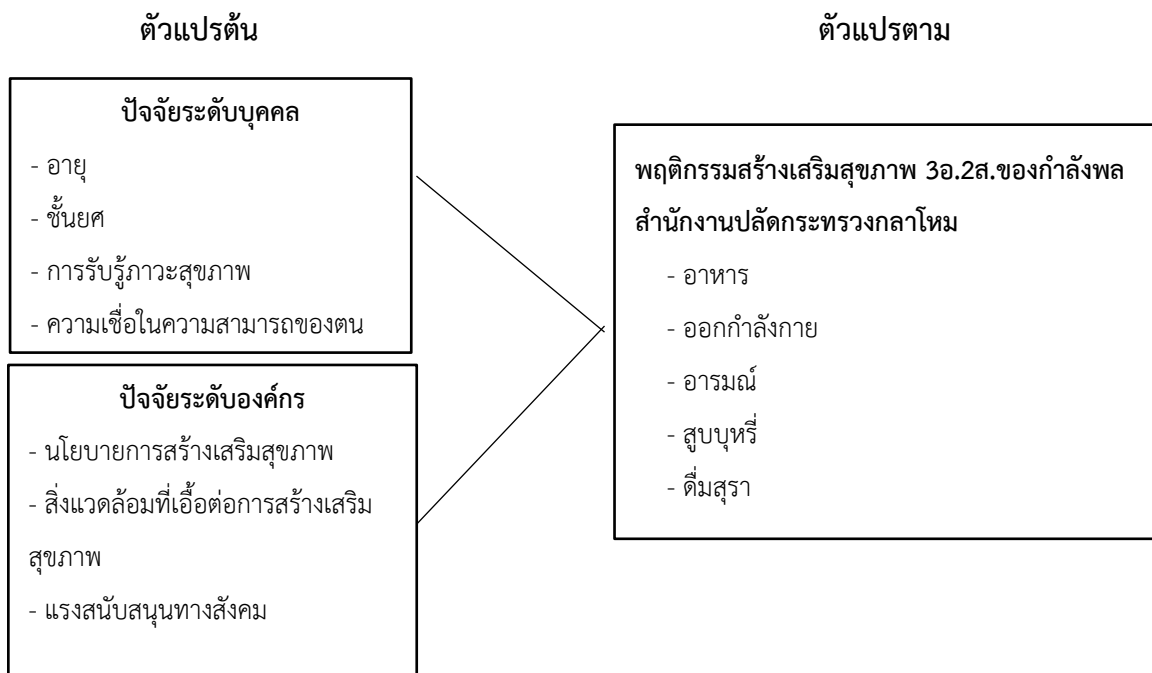 ตัวแปรต้น
ตัวแปรตาม
ปัจจัยระดับบุคคล
- อายุ
- ชั้นยศ
- การรับรู้ภาวะสุขภาพ
- ความเชื่อในความสามารถของตน
ปัจจัยระดับองค์กร
- นโยบายการสร้างเสริมสุขภาพ
- สิ่งแวดล้อมที่เอื้อต่อการสร้างเสริม
สุขภาพ
- แรงสนับสนุนทางสังคม
พฤติกรรมสร้างเสริมสุขภาพ 3อ.2ส.ของกำลังพล
สำนักงานปลัดกระทรวงกลาโหม
- อาหาร
- ออกกำลังกาย
- อารมณ์
- สูบบุหรี่
- ดื่มสุรา